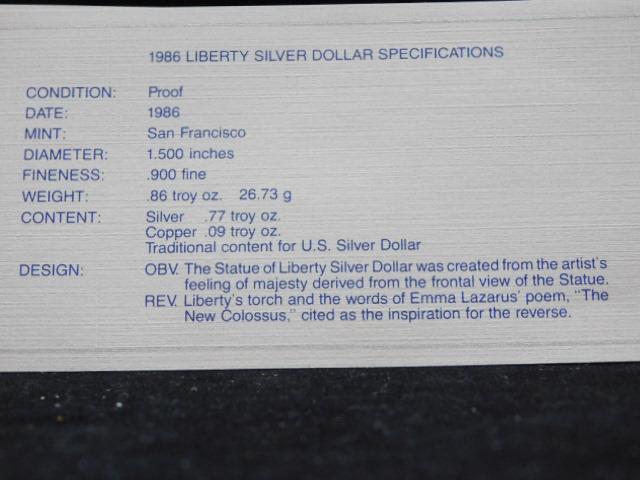 1986 LIBERTY SILVER DOLLAR SPECIFICATIONS
CONDITION: Proof
DATE: 1986
MINT: San Francisco
DIAMETER: 1.500 inches
FINENESS: .900 fine
WEIGHT: .86 troy oz. 26.73 g
CONTENT: Silver .77 troy oz.
Copper .09 troy oz.
Traditional content for U.S. Silver Dollar
DESIGN: OBV. The Statue of Liberty Silver Dollar was created from the artist's
feeling of majesty derived from the frontal view of the Statue.
REV. Liberty's torch and the words of Emma Lazarus' poem, "The
New Colossus," cited as the inspiration for the reverse.